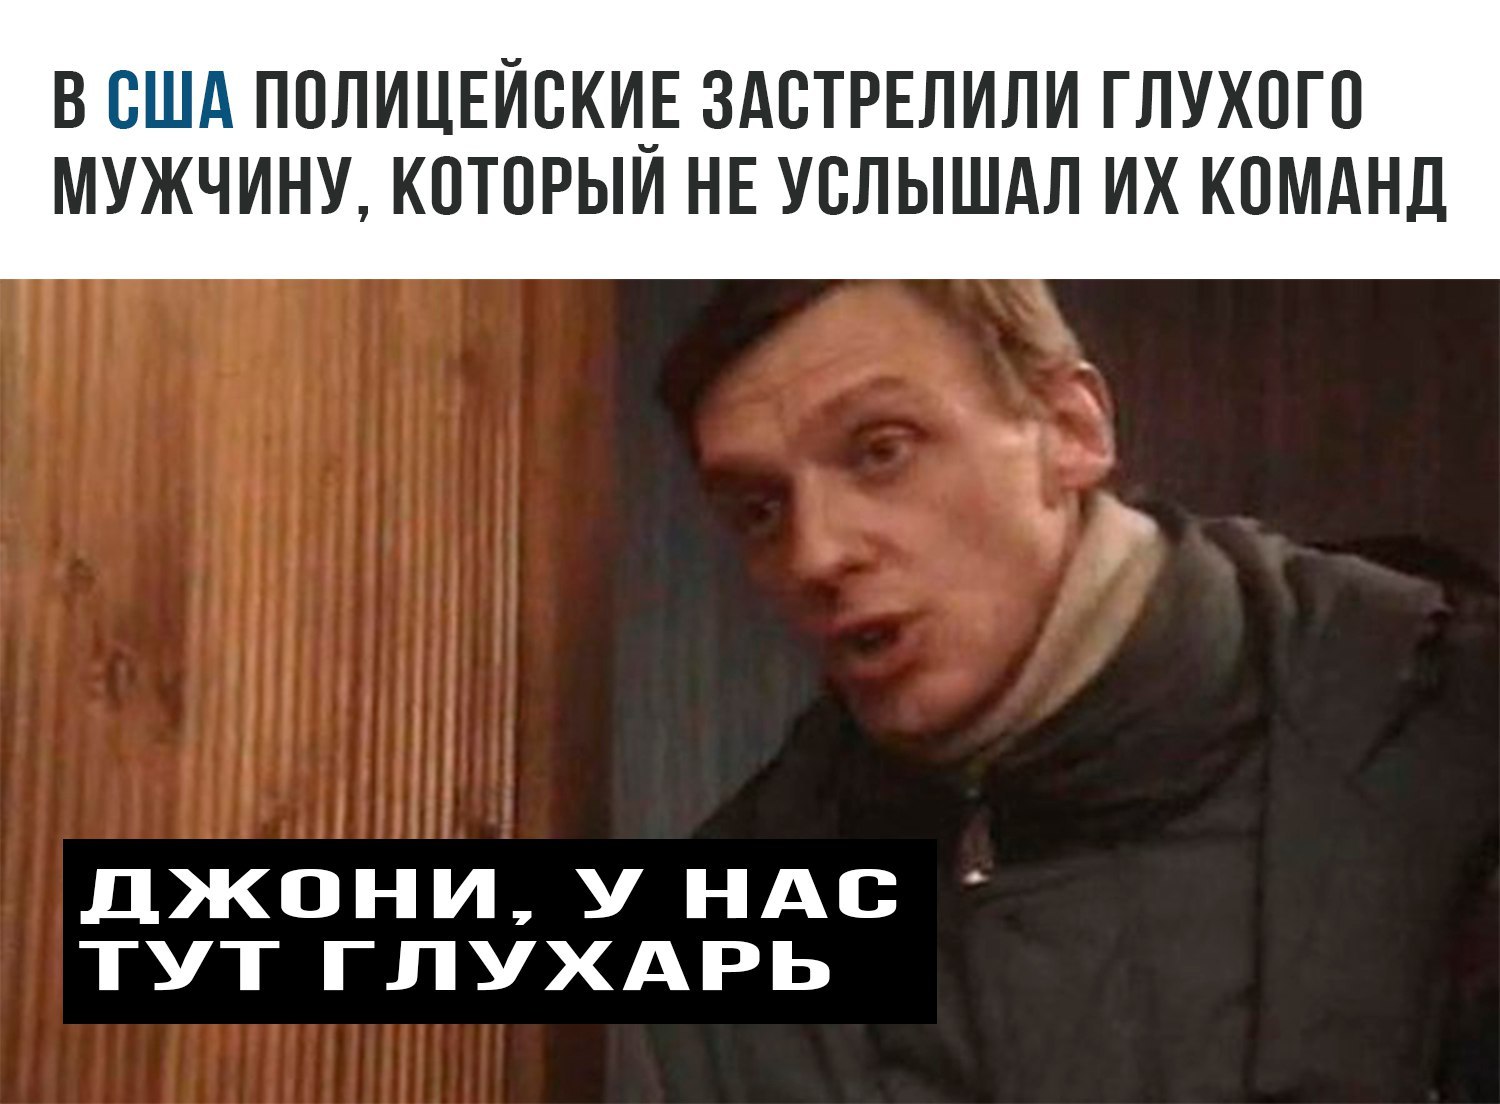 В США ПОЛИЦЕЙСКИЕ ЗАСТРЕЛИЛИ ГЛУХОГО
МУЖЧИНУ, КОТОРЫЙ НЕ УСЛЫШАЛ ИХ КОМАНД
ДЖОНИ, У НАС
ТУТ ГЛУХАРЬ